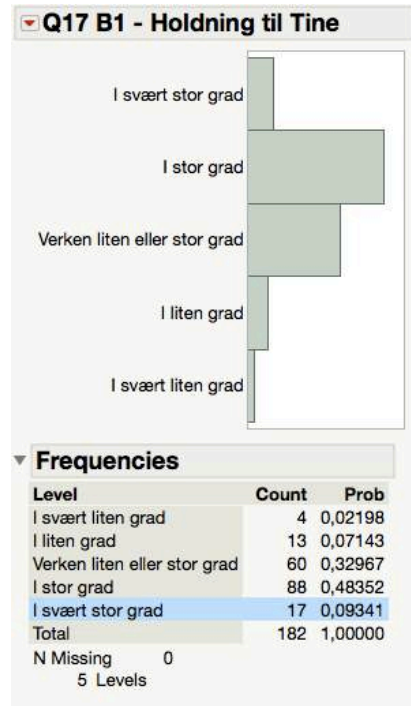 Q17 B1 - Holdning til Tine
I svært stor grad
I stor grad
Verken liten eller stor grad
I liten grad
I svært liten grad
Frequencies
Level Count Prob
I svært liten grad 4 0,02198
I liten grad 13 0,07143
Verken liten eller stor grad 60 0,32967
I stor grad 88 0,48352
I svært stor grad 17 0,09341
Total 182 1,00000
N Missing 0
5 Levels